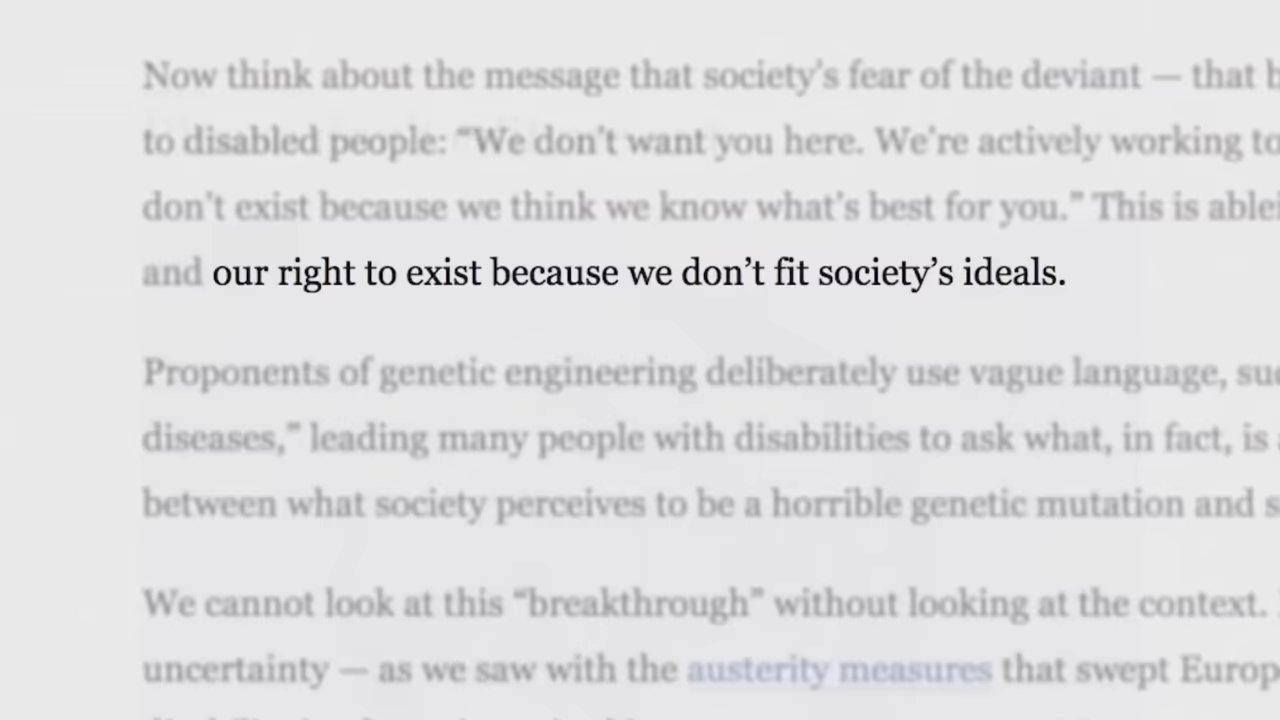 Now think about the message that society’s fear of the deviant — that
to disabled people: “We don’t want you here. We’re actively working to
don’t exist because we think we know what’s best for you.” This is
and our right to exist because we don’t fit society’s ideals.
Proponents of genetic engineering deliberately use vague language,
diseases,” leading many people with disabilities to ask what, in fact, is
between what society perceives to be a horrible genetic mutation and
We cannot look at this “breakthrough” without looking at the context.
uncertainty — as we saw with the austerity measures that swept